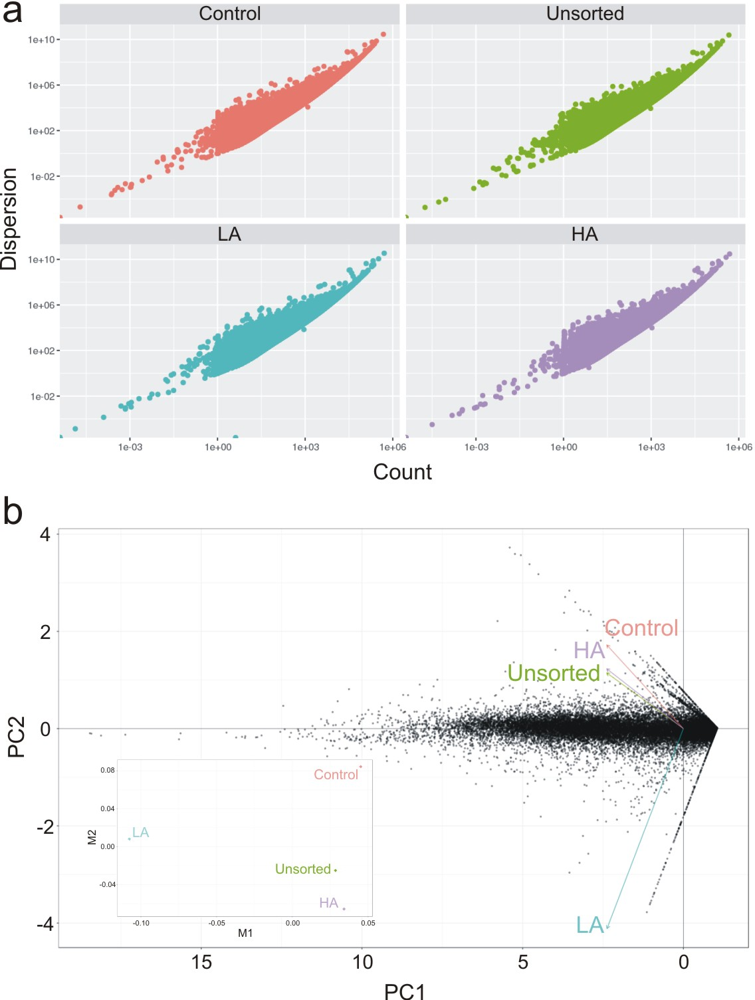 a
Control
Unsorted
1e+10
1e+06
1e+02
1e-02
LA
HA
1e+10
1e+06
1e+02
1e-02
Dispersion
1e-03
1e+00
1e+03
1e+06
1e-03
1e+00
1e+03
1e+06
Count
b
4
2
0
-2
-4
PC2
Control
HA
Unsorted
LA
0.08
0.04
0.00
-0.04
M2
Control
LA
Unsorted
HA
-0.10
-0.05
0.00
0.05
M1
15
10
5
0
PC1